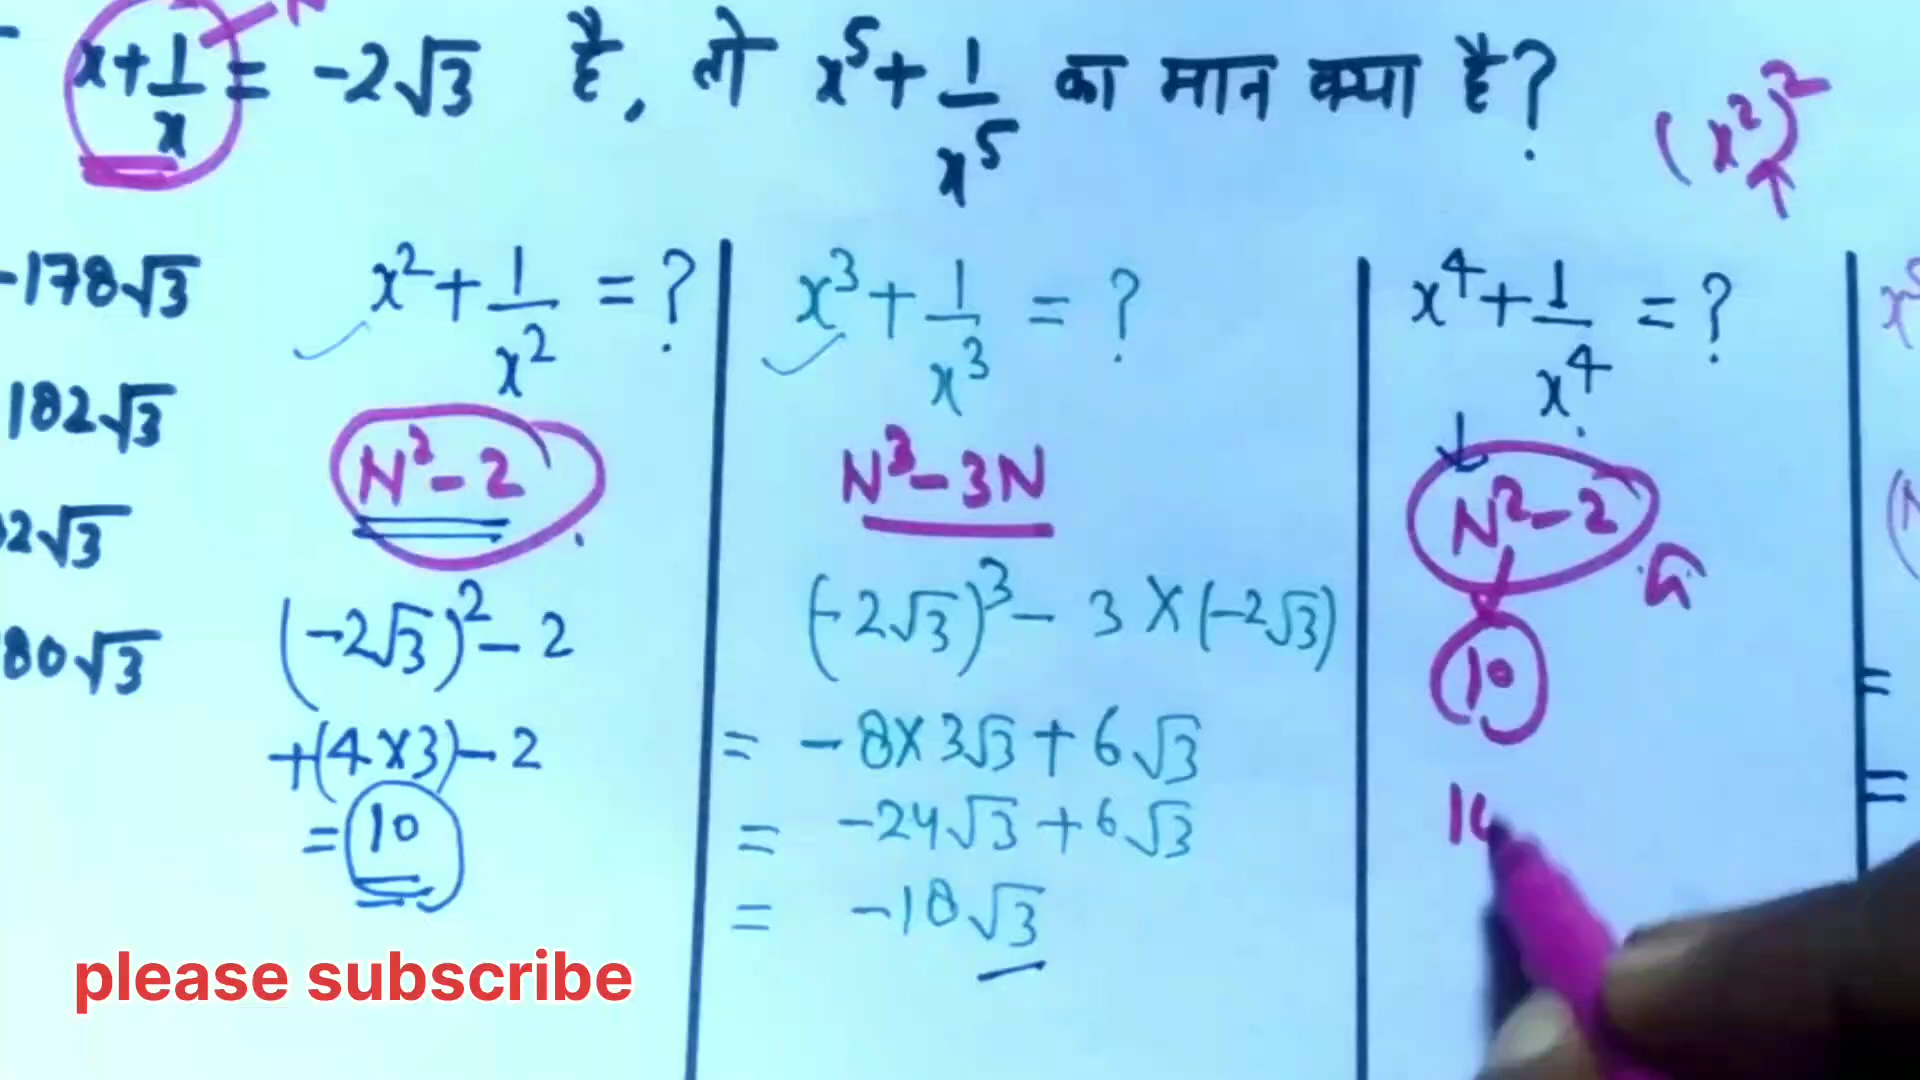 x+1/x = -2√3 है, तो x⁵+1/x⁵ का मान क्या है?
(x²)²
-178√3
182√3
2√3
80√3
x²+1/x² = ?
N²-2
(-2√3)²-2
+(4×3)-2
=10
x³+1/x³ = ?
N³-3N
(-2√3)³-3×(-2√3)
= -8×3√3+6√3
= -24√3+6√3
= -18√3
x⁴+1/x⁴ = ?
N²-2
10
=
=
please subscribe